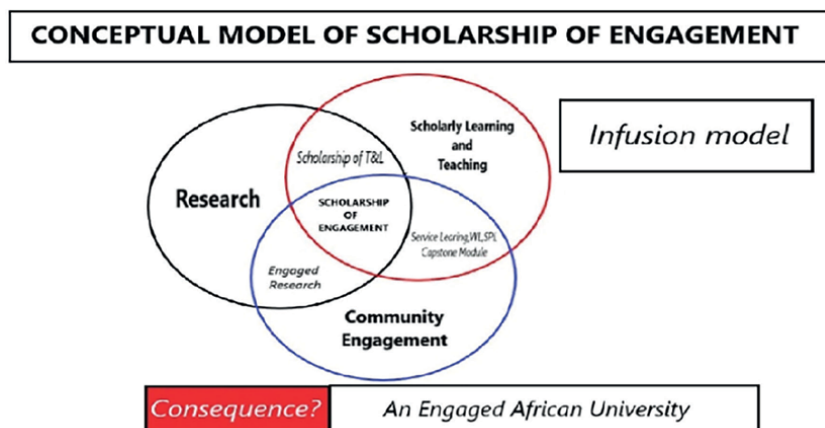 CONCEPTUAL MODEL OF SCHOLARSHIP OF ENGAGEMENT
Infusion model
Scholarly Learning
and
Teaching
Scholarship of T&L
Research
SCHOLARSHIP
OF
ENGAGEMENT
Service Learing,WE,SPL
Capstone Module
Engaged
Research
Community
Engagement
Consequence?
An Engaged African University